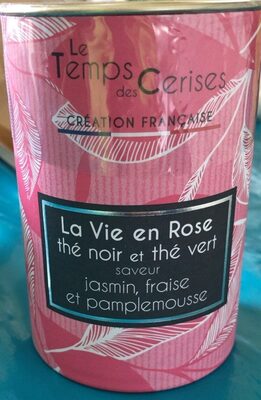 Le
Temps
des
Cerises
CRÉATION FRANÇAISE
La Vie en Rose
thé noir et thé vert
saveur
jasmin, fraise
et pamplemousse